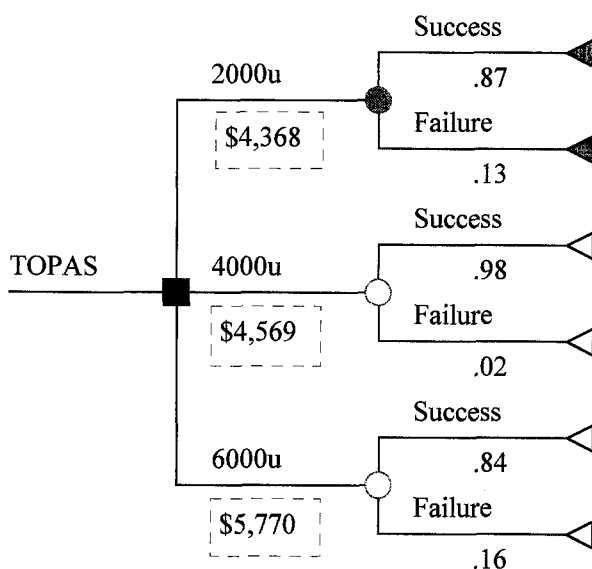 Success
2000u
.87
$4,368
Failure
.13
Success
TOPAS
4000u
.98
$4,569
Failure
.02
Success
6000u
.84
$5,770
Failure
.16